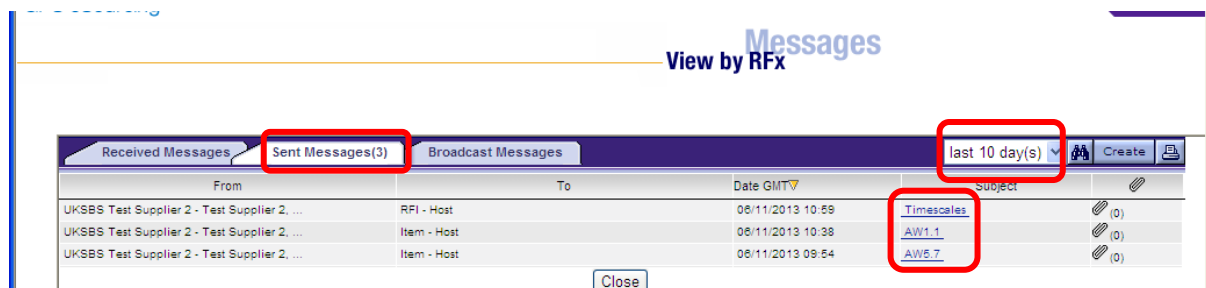 Messages
View by RFx
Received Messages Sent Messages(3) Broadcast Messages last 10 day(s) Create
From To Date GMT Subject
UKSBS Test Supplier 2 - Test Supplier 2, ... RFI - Host 06/11/2013 10:59 Timescales (0)
UKSBS Test Supplier 2 - Test Supplier 2, ... Item - Host 06/11/2013 10:38 AW1.1 (0)
UKSBS Test Supplier 2 - Test Supplier 2, ... Item - Host 06/11/2013 09:54 AW5.7 (0)
Close